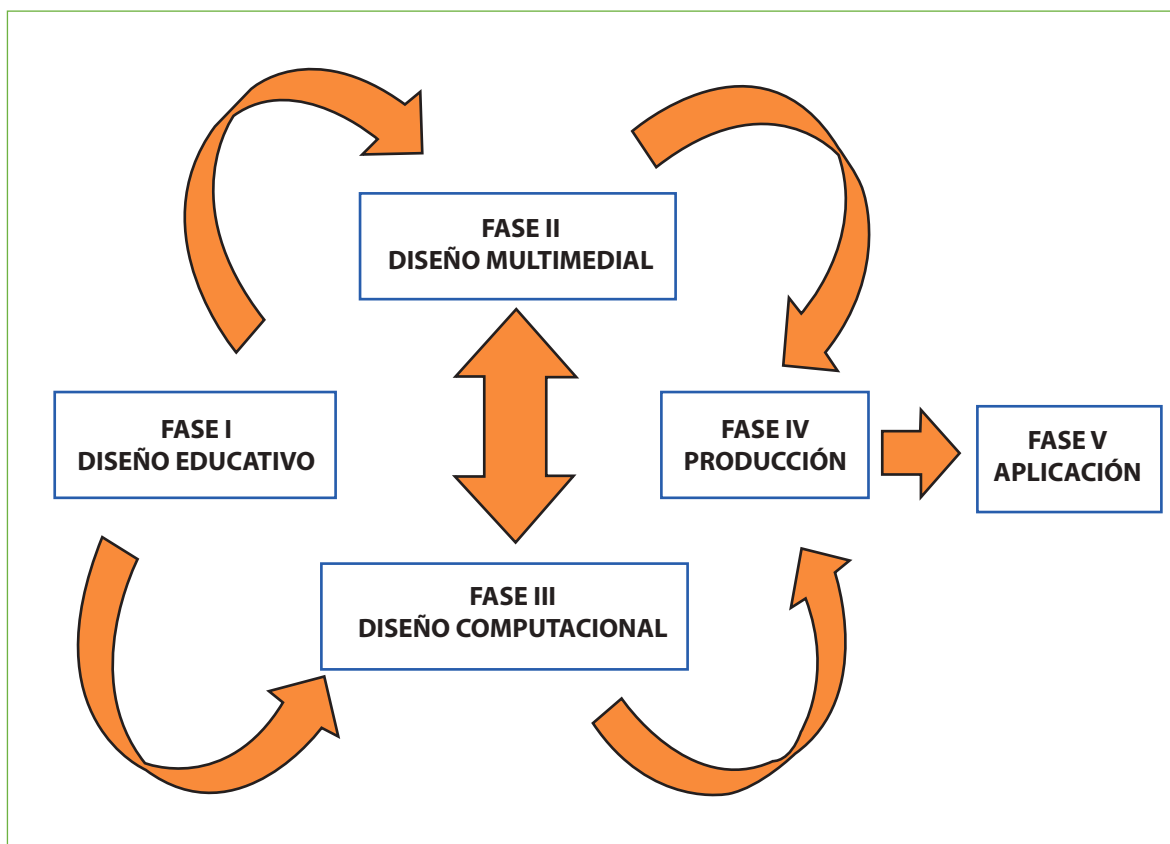 FASE II
DISEÑO MULTIMEDIAL
FASE I
DISEÑO EDUCATIVO
FASE IV
PRODUCCIÓN
FASE V
APLICACIÓN
FASE III
DISEÑO COMPUTACIONAL